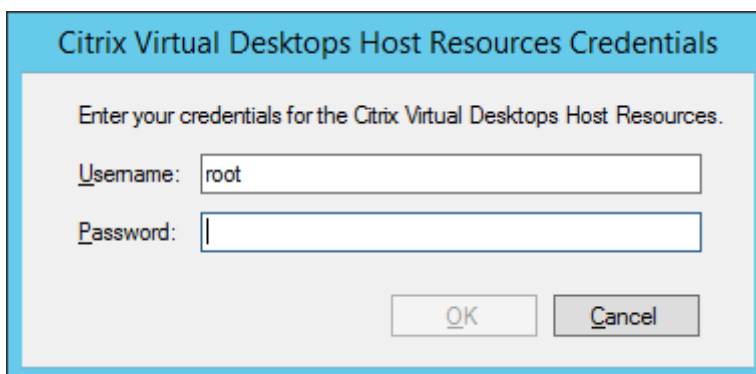 Citrix Virtual Desktops Host Resources Credentials
Enter your credentials for the Citrix Virtual Desktops Host Resources.
Username: root
Password:
OK Cancel